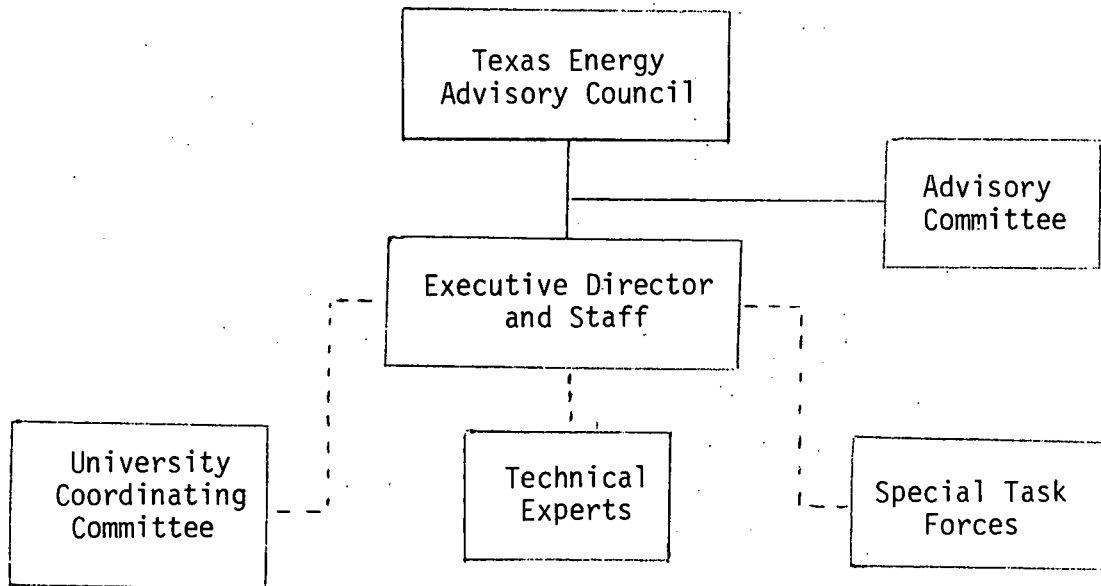 Texas Energy
Advisory Council
Advisory
Committee
Executive Director
and Staff
University
Coordinating
Committee
Technical
Experts
Special Task
Forces